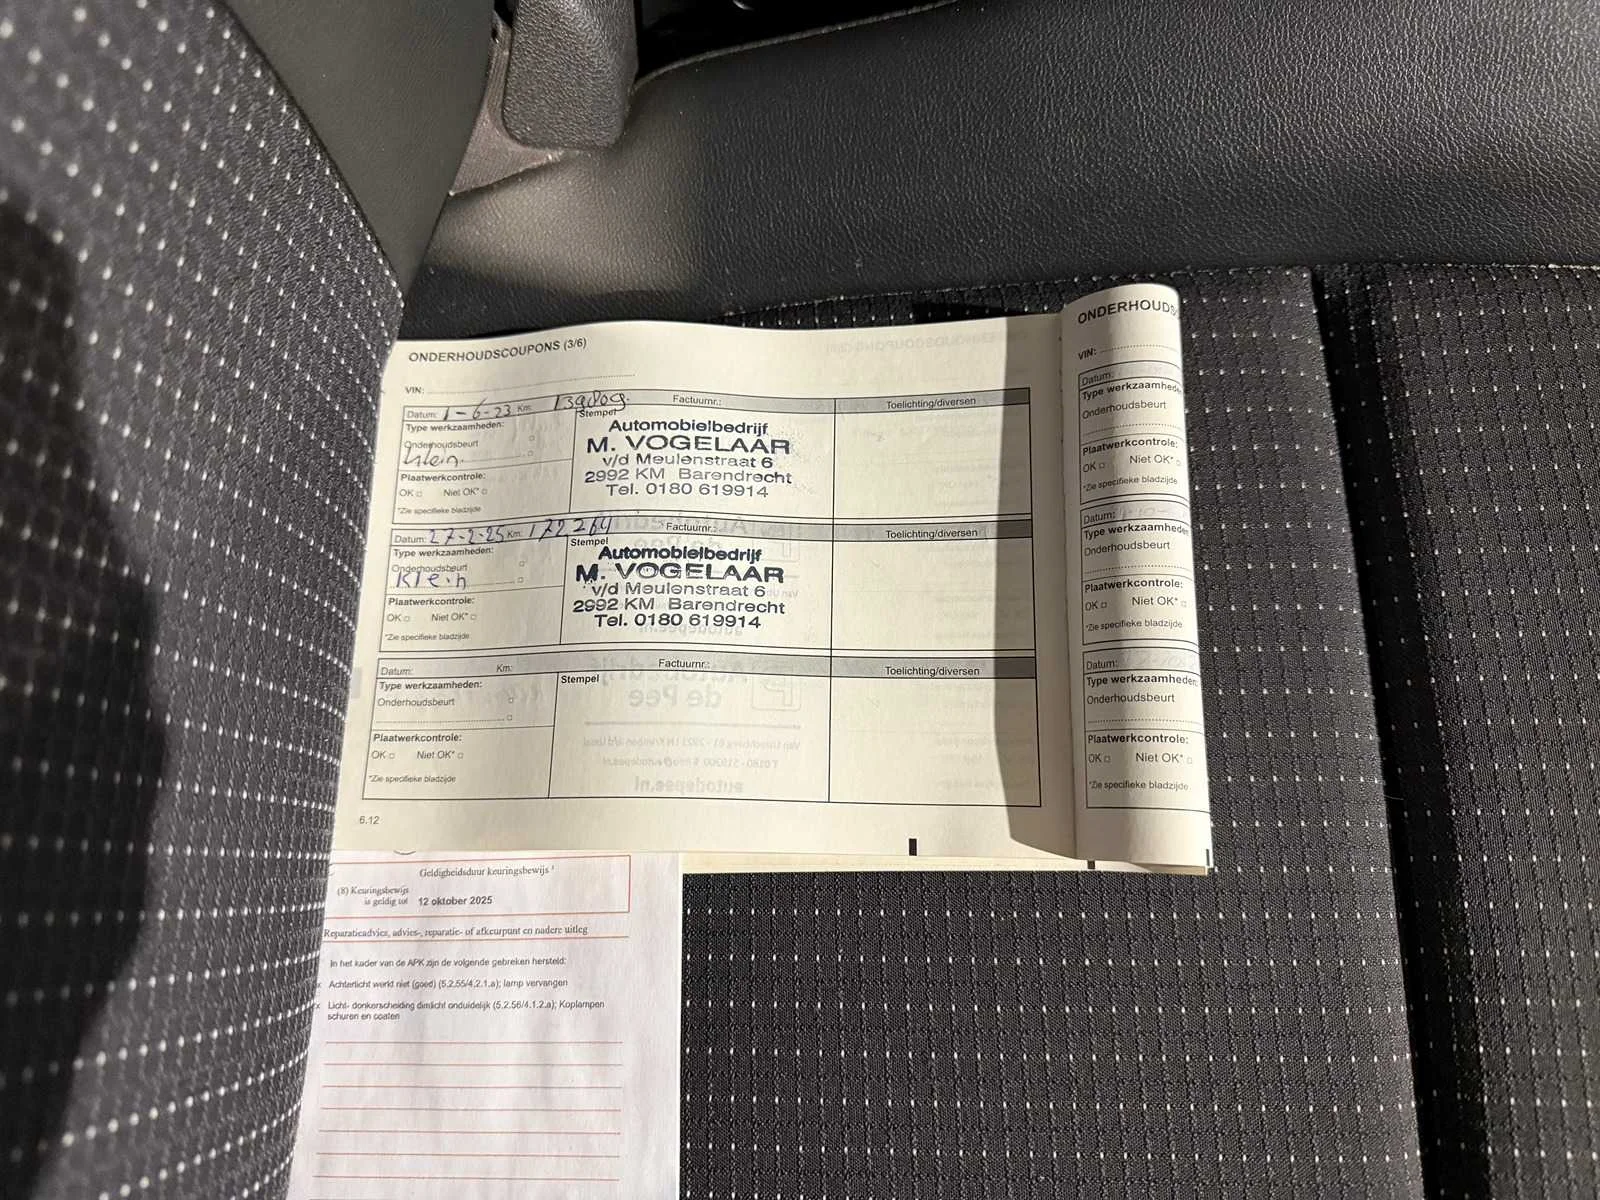 ONDERHOUDSCOUPONS (3/6)
VIN:
Datum: 1-6-23 Km: Factuurnr.: Toelichting/diversen
Type werkzaamheden: Stempel
Onderhoudsbeurt
klein
Plaatwerkcontrole:
OK Niet OK*
*Zie specifieke bladzijde
Automobielbedrijf
M. VOGELAAR
v/d Meulenstraat 6
2992 KM Barendrecht
Tel. 0180 619914
Datum: 27-2-25 Km: 172264 Factuurnr.: Toelichting/diversen
Type werkzaamheden: Stempel
Onderhoudsbeurt
Klein
Plaatwerkcontrole:
OK Niet OK*
*Zie specifieke bladzijde
Automobielbedrijf
M. VOGELAAR
v/d Meulenstraat 6
2992 KM Barendrecht
Tel. 0180 619914
Datum: Km: Factuurnr.: Toelichting/diversen
Type werkzaamheden: Stempel
Onderhoudsbeurt
Plaatwerkcontrole:
OK Niet OK*
*Zie specifieke bladzijde
6.12
ONDERHOUDS
VIN:
Datum:
Type werkzaamhede
Onderhoudsbeurt
Plaatwerkcontrole:
OK Niet OK*
*Zie specifieke bladzijde
Datum:
Type werkzaamheden
Onderhoudsbeurt
Plaatwerkcontrole:
OK Niet OK*
*Zie specifieke bladzijde
Datum:
Type werkzaamheden
Onderhoudsbeurt
Plaatwerkcontrole:
OK Niet OK*
*Zie specifieke bladzijde
Geldigheidsduur keuringsbewijs
(8) Keuringsbewijs
is geldig tot 12 oktober 2025
Reparatieadvies, advies-, reparatie- of afkeurpunt en nadere uitleg
In het kader van de APK zijn de volgende gebreken hersteld:
x Achterlicht werkt niet (goed) (5.2.55/4.2.1.a); lamp vervangen
x Licht- donkerscheiding dimlicht onduidelijk (5.2.56/4.1.2.a); Koplampen
schuren en coaten